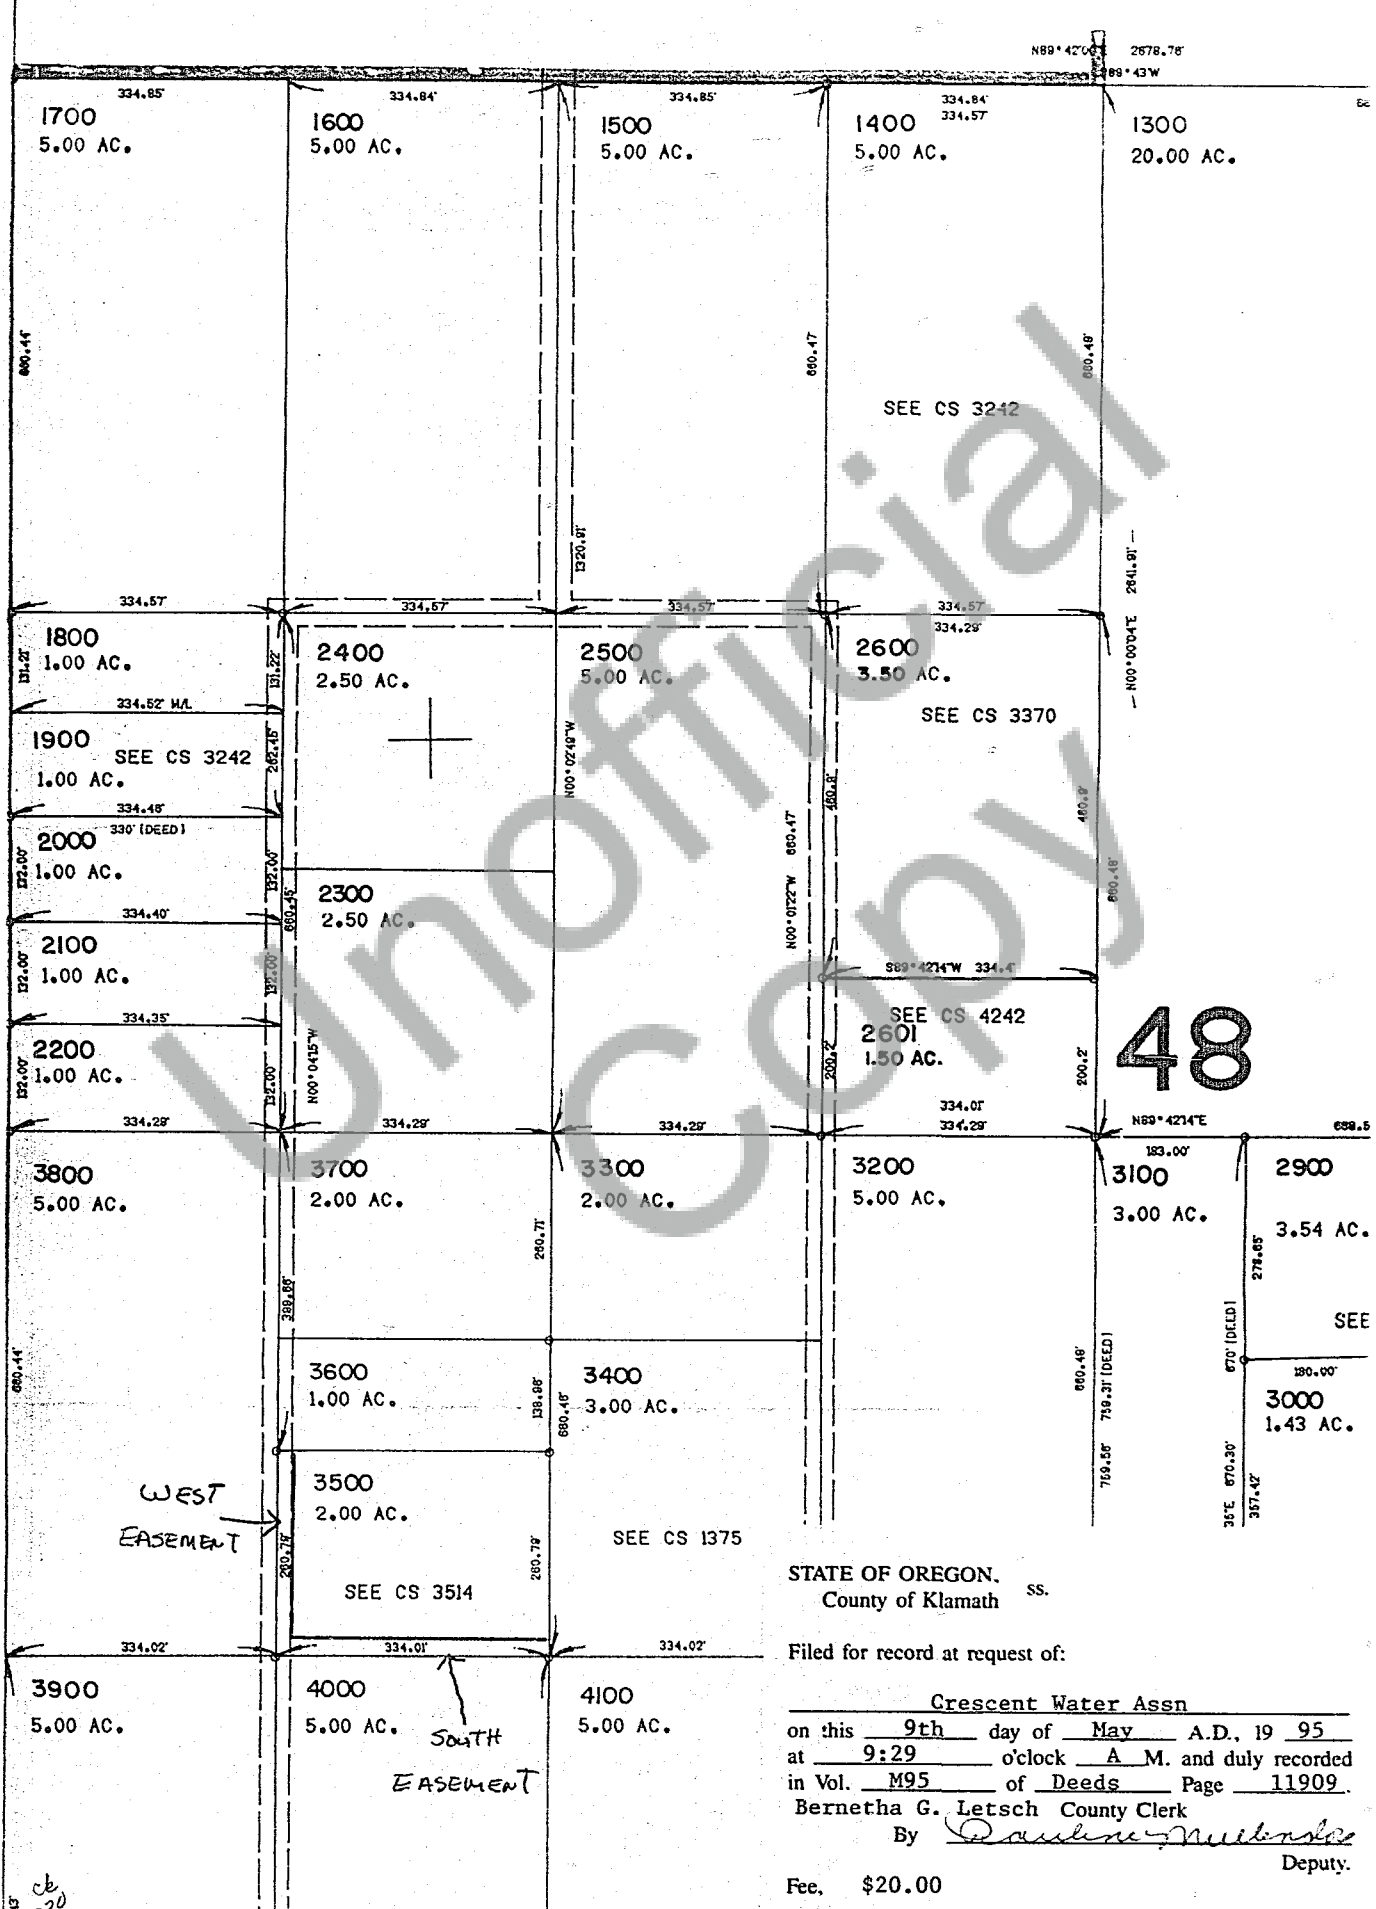 N89°42'00"E 2678.76'
S89°43'W
334.85'
334.84'
334.85'
334.84'
334.57'
1700
5.00 AC.
1600
5.00 AC.
1500
5.00 AC.
1400
5.00 AC.
1300
20.00 AC.
660.44'
660.47'
660.49'
SEE CS 3242
1320.91'
N00°00'04"E 2641.91'
334.57'
334.57'
334.57'
334.57'
334.29'
1800
1.00 AC.
131.21'
131.22'
2400
2.50 AC.
2500
5.00 AC.
2600
3.50 AC.
334.52' M/L
SEE CS 3370
1900
SEE CS 3242
1.00 AC.
262.45'
N00°02'49"W
334.46'
330' (DEED)
460.9'
460.9'
2000
1.00 AC.
132.00'
132.00'
660.47'
660.48'
2300
2.50 AC.
660.45'
334.40'
N00°01'22"W
2100
1.00 AC.
132.00'
132.00'
S89°42'14"W 334.4'
334.35'
SEE CS 4242
2601
1.50 AC.
48
2200
1.00 AC.
132.00'
132.00'
N00°04'15"W
200.2'
200.2'
334.29'
334.29'
334.29'
334.01'
334.29'
N89°42'14"E
183.00'
3800
5.00 AC.
3700
2.00 AC.
3300
2.00 AC.
3200
5.00 AC.
3100
3.00 AC.
2900
3.54 AC.
260.71'
278.65'
399.66'
SEE
670' (DEED)
660.44'
660.48'
759.31' (DEED)
180.00'
3600
1.00 AC.
3400
3.00 AC.
3000
1.43 AC.
138.96'
660.46'
759.56'
670.30'
357.42'
WEST
EASEMENT
3500
2.00 AC.
260.79'
260.79'
SEE CS 1375
SEE CS 3514
334.02'
334.01'
334.02'
3900
5.00 AC.
4000
5.00 AC.
4100
5.00 AC.
SOUTH
EASEMENT
STATE OF OREGON,
County of Klamath ss.
Filed for record at request of:
Crescent Water Assn
on this 9th day of May A.D., 19 95
at 9:29 o'clock A M. and duly recorded
in Vol. M95 of Deeds Page 11909.
Bernetha G. Letsch County Clerk
By
Deputy.
Fee, $20.00
Unofficial
Copy